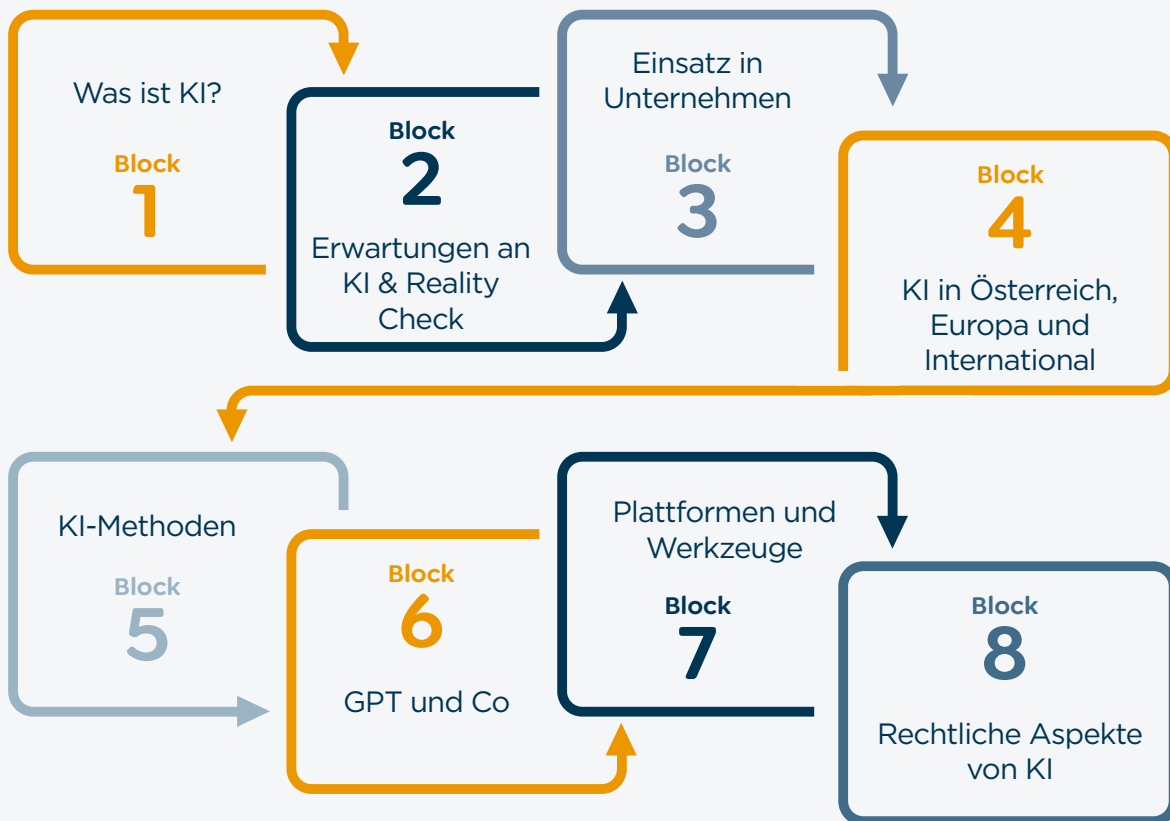 Was ist KI?
Block
1
Block
2
Erwartungen an
KI & Reality
Check
Einsatz in
Unternehmen
Block
3
Block
4
KI in Österreich,
Europa und
International
KI-Methoden
Block
5
Block
6
GPT und Co
Plattformen und
Werkzeuge
Block
7
Block
8
Rechtliche Aspekte
von KI